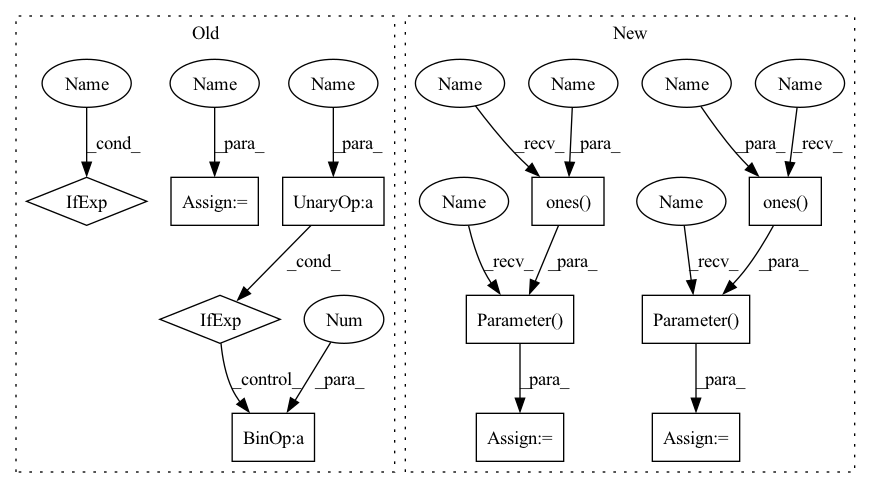 Old
New
Name
Name
Name
Name
Name
Name
Name
_cond_
_para_
_para_
_recv_
_para_
_para_
_recv_
IfExp
Assign:=
UnaryOp:a
Name
ones()
Name
ones()
_cond_
_recv_
_para_
_recv_
_para_
IfExp
Num
Parameter()
Parameter()
_control_
_para_
_para_
_para_
BinOp:a
Assign:=
Assign:=